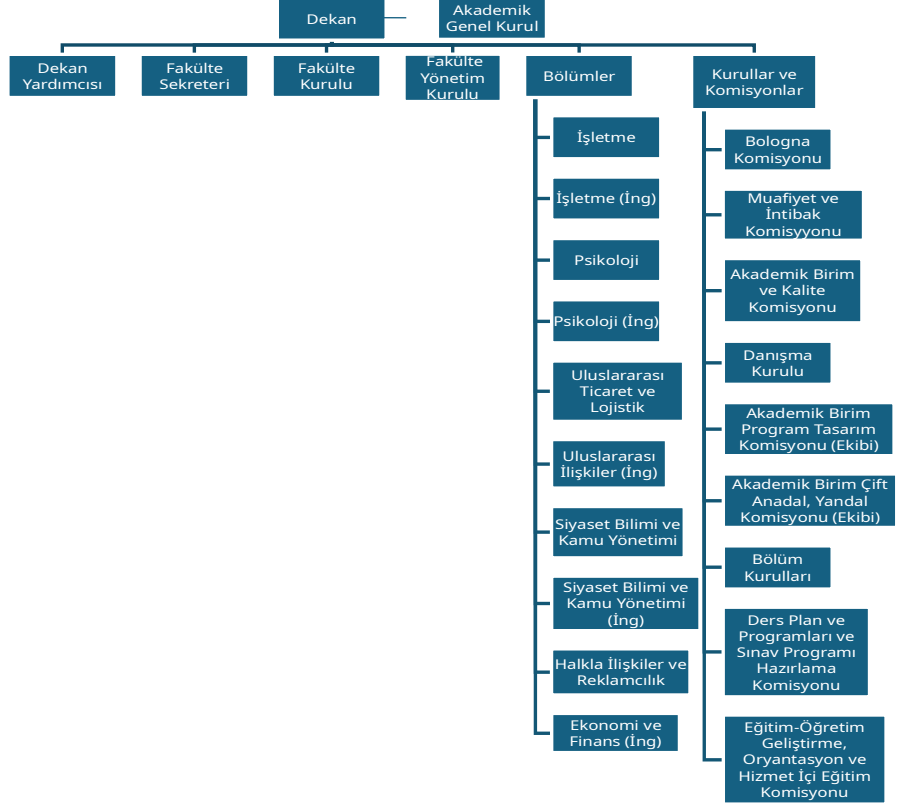 Dekan
Akademik
Genel Kurul
Dekan
Yardımcısı
Fakülte
Sekreteri
Fakülte
Kurulu
Fakülte
Yönetim
Kurulu
Bölümler
İşletme
İşletme (İng)
Psikoloji
Psikoloji (İng)
Uluslararası
Ticaret ve
Lojistik
Uluslararası
İlişkiler (İng)
Siyaset Bilimi ve
Kamu Yönetimi
Siyaset Bilimi ve
Kamu Yönetimi
(İng)
Halkla İlişkiler ve
Reklamcılık
Ekonomi ve
Finans (İng)
Kurullar ve
Komisyonlar
Bologna
Komisyonu
Muafiyet ve
İntibak
Komisyyonu
Akademik Birim
ve Kalite
Komisyonu
Danışma
Kurulu
Akademik Birim
Program Tasarım
Komisyonu (Ekibi)
Akademik Birim Çift
Anadal, Yandal
Komisyonu (Ekibi)
Bölüm
Kurulları
Ders Plan ve
Programları ve
Sınav Programı
Hazırlama
Komisyonu
Eğitim-Öğretim
Geliştirme,
Oryantasyon ve
Hizmet İçi Eğitim
Komisyonu